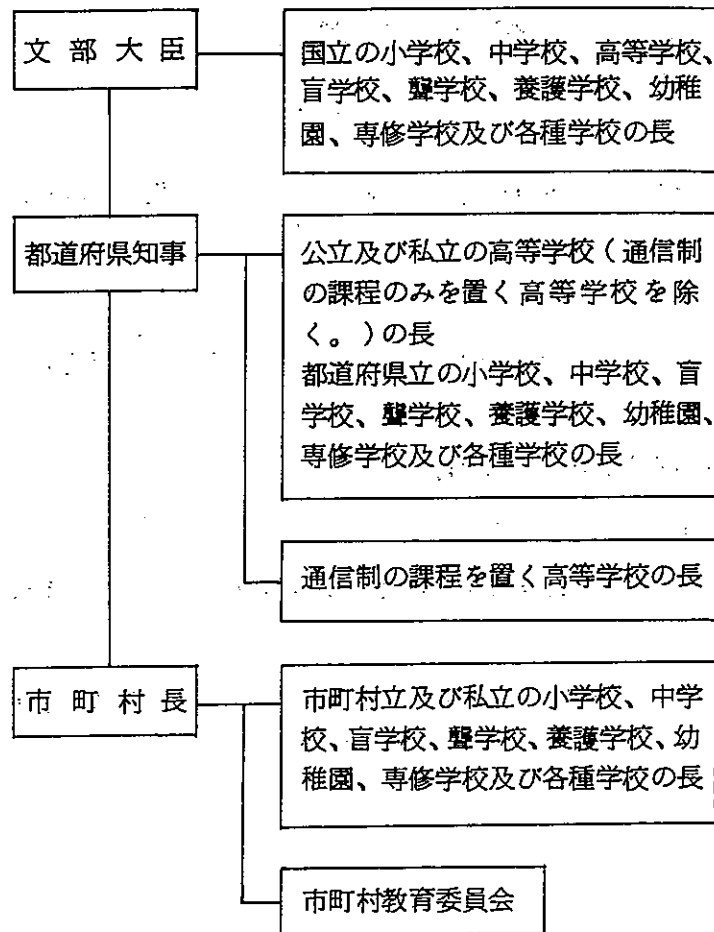 文部大臣
国立の小学校、中学校、高等学校、
盲学校、聾学校、養護学校、幼稚
園、専修学校及び各種学校の長
都道府県知事
公立及び私立の高等学校(通信制
の課程のみを置く高等学校を除
く。)の長
都道府県立の小学校、中学校、盲
学校、聾学校、養護学校、幼稚園、
専修学校及び各種学校の長
通信制の課程を置く高等学校の長
市町村長
市町村立及び私立の小学校、中学
校、盲学校、聾学校、養護学校、幼
稚園、専修学校及び各種学校の長
市町村教育委員会